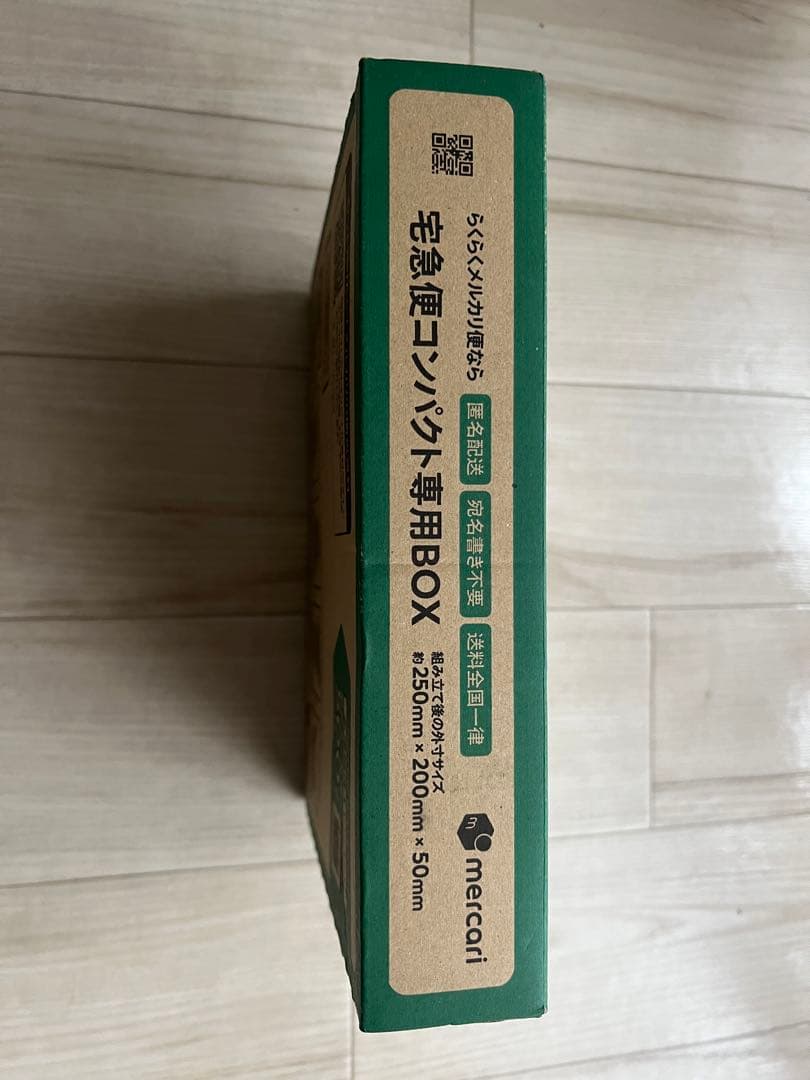 らくらくメルカリ便なら 匿名配送 宛名書き不要 送料全国一律
宅急便コンパクト専用BOX
組み立て後の外寸サイズ
約250mm × 200mm × 50mm
mercari